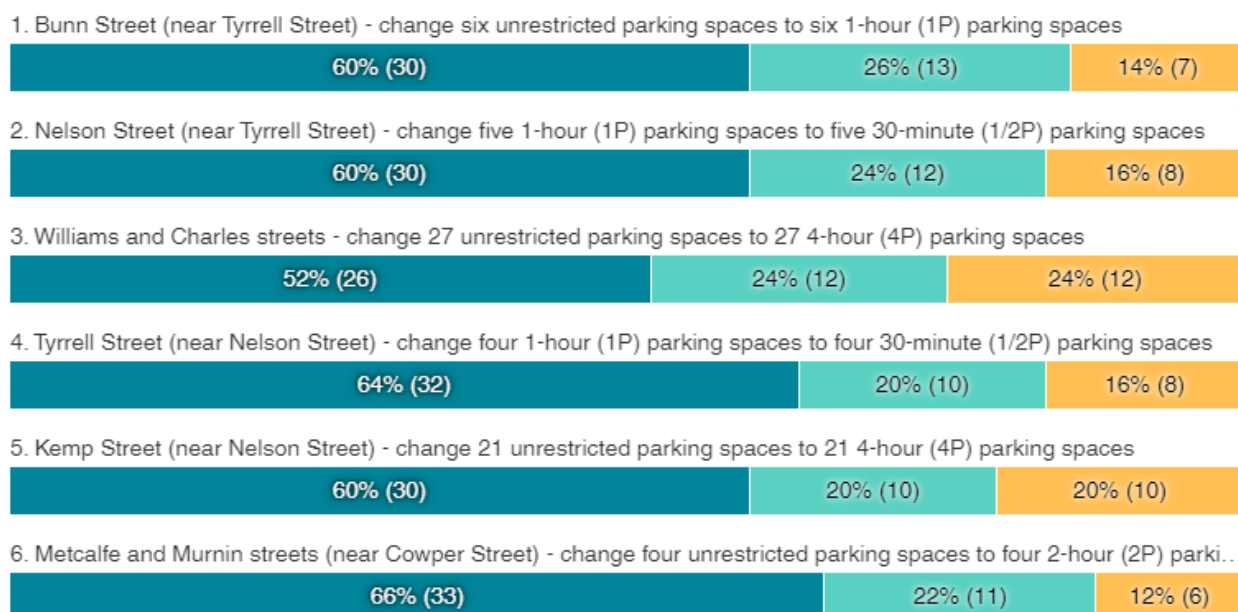 1. Bunn Street (near Tyrrell Street) - change six unrestricted parking spaces to six 1-hour (1P) parking spaces
60% (30) 26% (13) 14% (7)
2. Nelson Street (near Tyrrell Street) - change five 1-hour (1P) parking spaces to five 30-minute (1/2P) parking spaces
60% (30) 24% (12) 16% (8)
3. Williams and Charles streets - change 27 unrestricted parking spaces to 27 4-hour (4P) parking spaces
52% (26) 24% (12) 24% (12)
4. Tyrrell Street (near Nelson Street) - change four 1-hour (1P) parking spaces to four 30-minute (1/2P) parking spaces
64% (32) 20% (10) 16% (8)
5. Kemp Street (near Nelson Street) - change 21 unrestricted parking spaces to 21 4-hour (4P) parking spaces
60% (30) 20% (10) 20% (10)
6. Metcalfe and Murnin streets (near Cowper Street) - change four unrestricted parking spaces to four 2-hour (2P) parki...
66% (33) 22% (11) 12% (6)